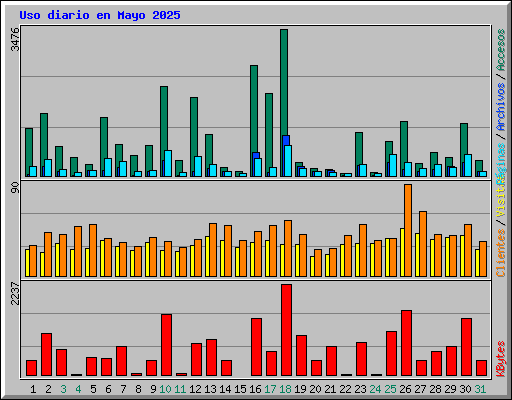 Uso diario en Mayo 2025
3476
90
2237
Accesos / Archivos / Páginas
Clientes / Visitas
KBytes
1 2 3 4 5 6 7 8 9 10 11 12 13 14 15 16 17 18 19 20 21 22 23 24 25 26 27 28 29 30 31